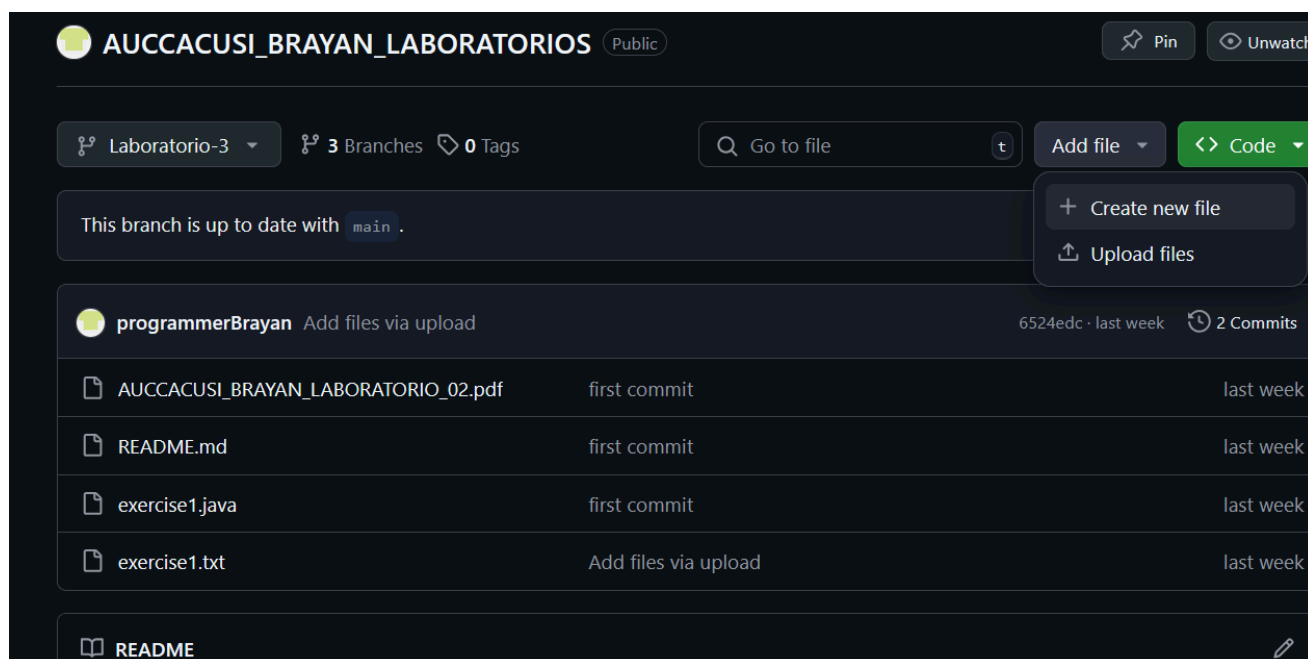 AUCCACUSI_BRAYAN_LABORATORIOS Public Pin Unwatch
Laborarorio-3 3 Branches 0 Tags Go to file t Add file Code
This branch is up to date with main .
Create new file
Upload files
programmerBrayan Add files via upload 6524edc · last week 2 Commits
AUCCACUSI_BRAYAN_LABORATORIO_02.pdf first commit last week
README.md first commit last week
exercise1.java first commit last week
exercise1.txt Add files via upload last week
README